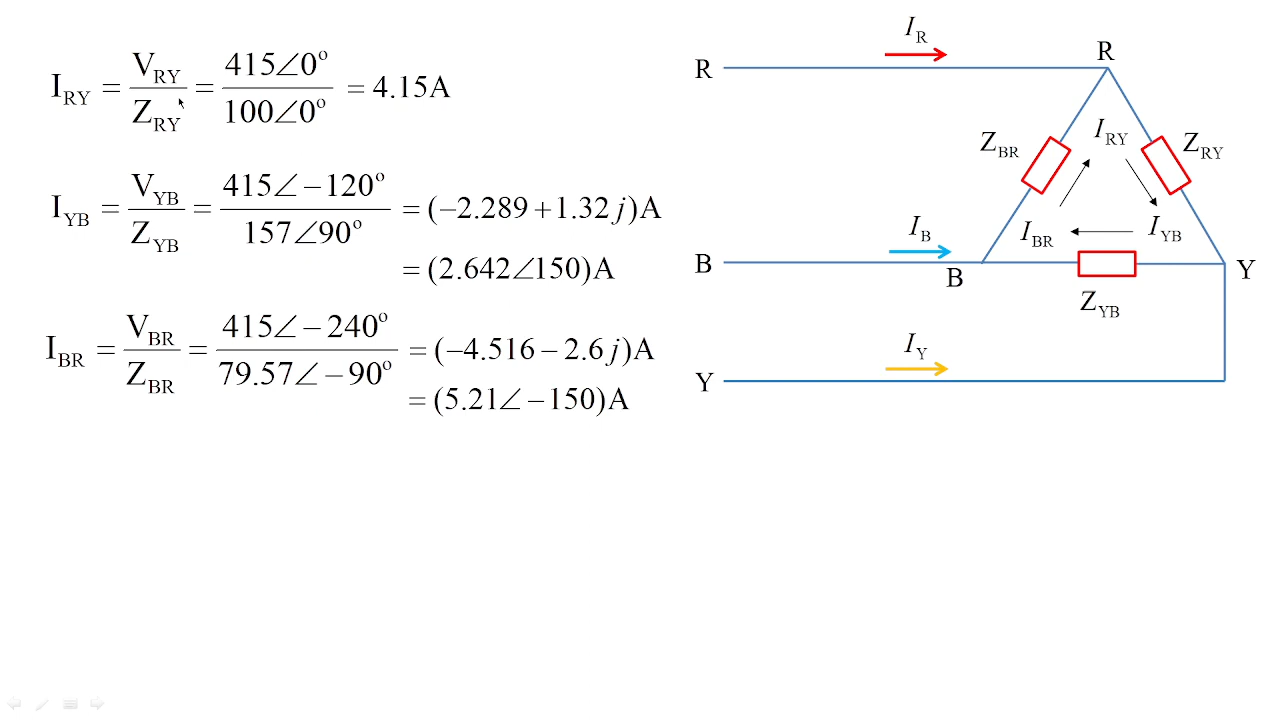 I_RY = V_RY / Z_RY = 415∠0° / 100∠0° = 4.15A
I_YB = V_YB / Z_YB = 415∠−120° / 157∠90° = (−2.289 + 1.32j)A
= (2.642∠150)A
I_BR = V_BR / Z_BR = 415∠−240° / 79.57∠−90° = (−4.516 − 2.6j)A
= (5.21∠−150)A
I_R
R
R
Z_BR
I_RY
Z_RY
I_B
I_BR
I_YB
B
B
Y
Z_YB
I_Y
Y